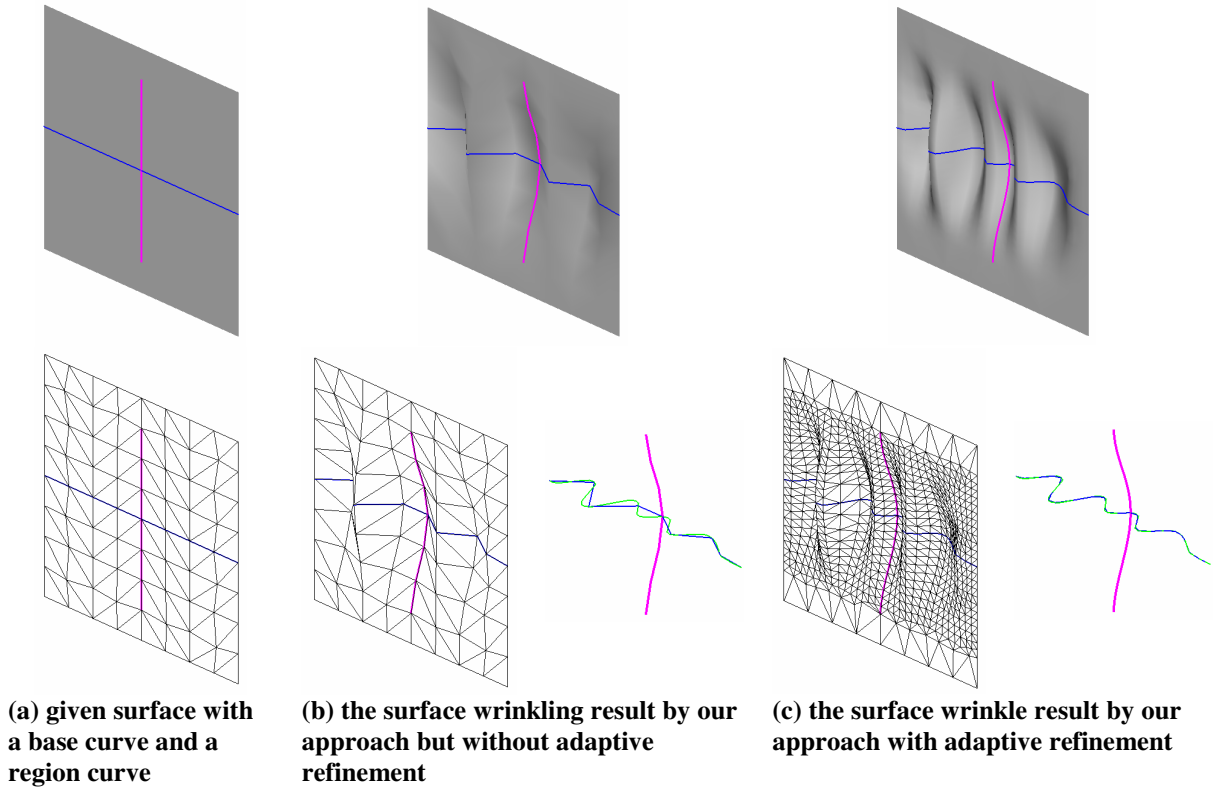 (a) given surface with
a base curve and a
region curve
(b) the surface wrinkling result by our
approach but without adaptive
refinement
(c) the surface wrinkle result by our
approach with adaptive refinement